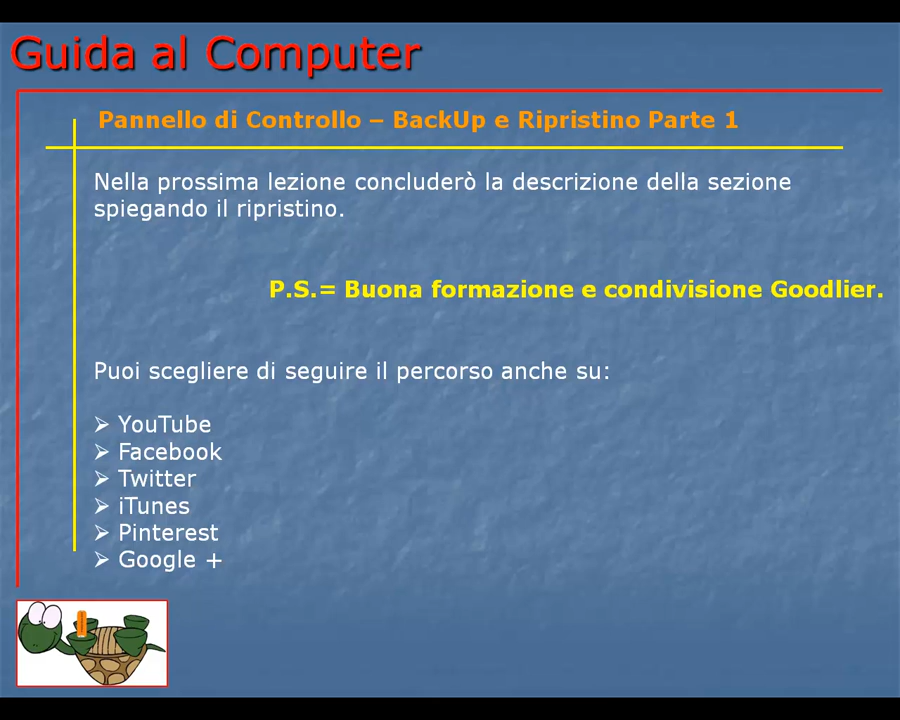 Guida al Computer
Pannello di Controllo – BackUp e Ripristino Parte 1
Nella prossima lezione concluderò la descrizione della sezione
spiegando il ripristino.
P.S.= Buona formazione e condivisione Goodlier.
Puoi scegliere di seguire il percorso anche su:
➢ YouTube
➢ Facebook
➢ Twitter
➢ iTunes
➢ Pinterest
➢ Google +